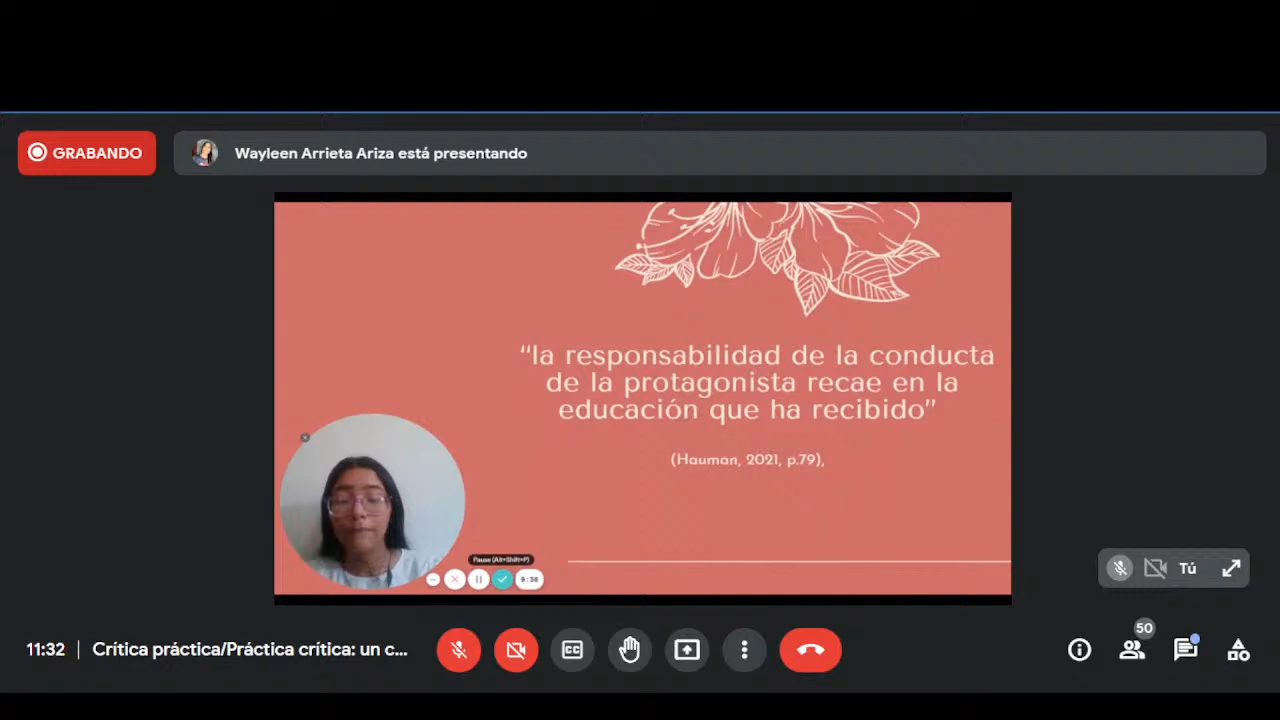 GRABANDO
Wayleen Arrieta Ariza está presentando
“la responsabilidad de la conducta
de la protagonista recae en la
educación que ha recibido”
(Hauman, 2021, p.79),
Pause (Alt+Shift+P)
9:36
Tú
50
11:32
Crítica práctica/Práctica crítica: un c...
CC